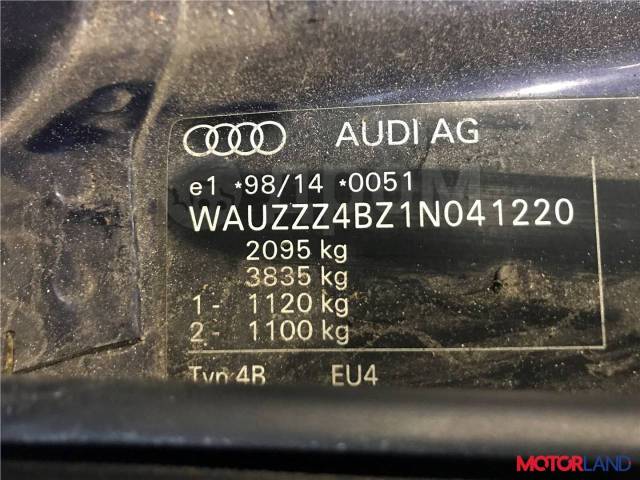 AUDI AG
e1 *98/14 *0051
WAUZZZ4BZ1N041220
2095 kg
3835 kg
1 - 1120 kg
2 - 1100 kg
Typ 4B EU4
MOTORLAND